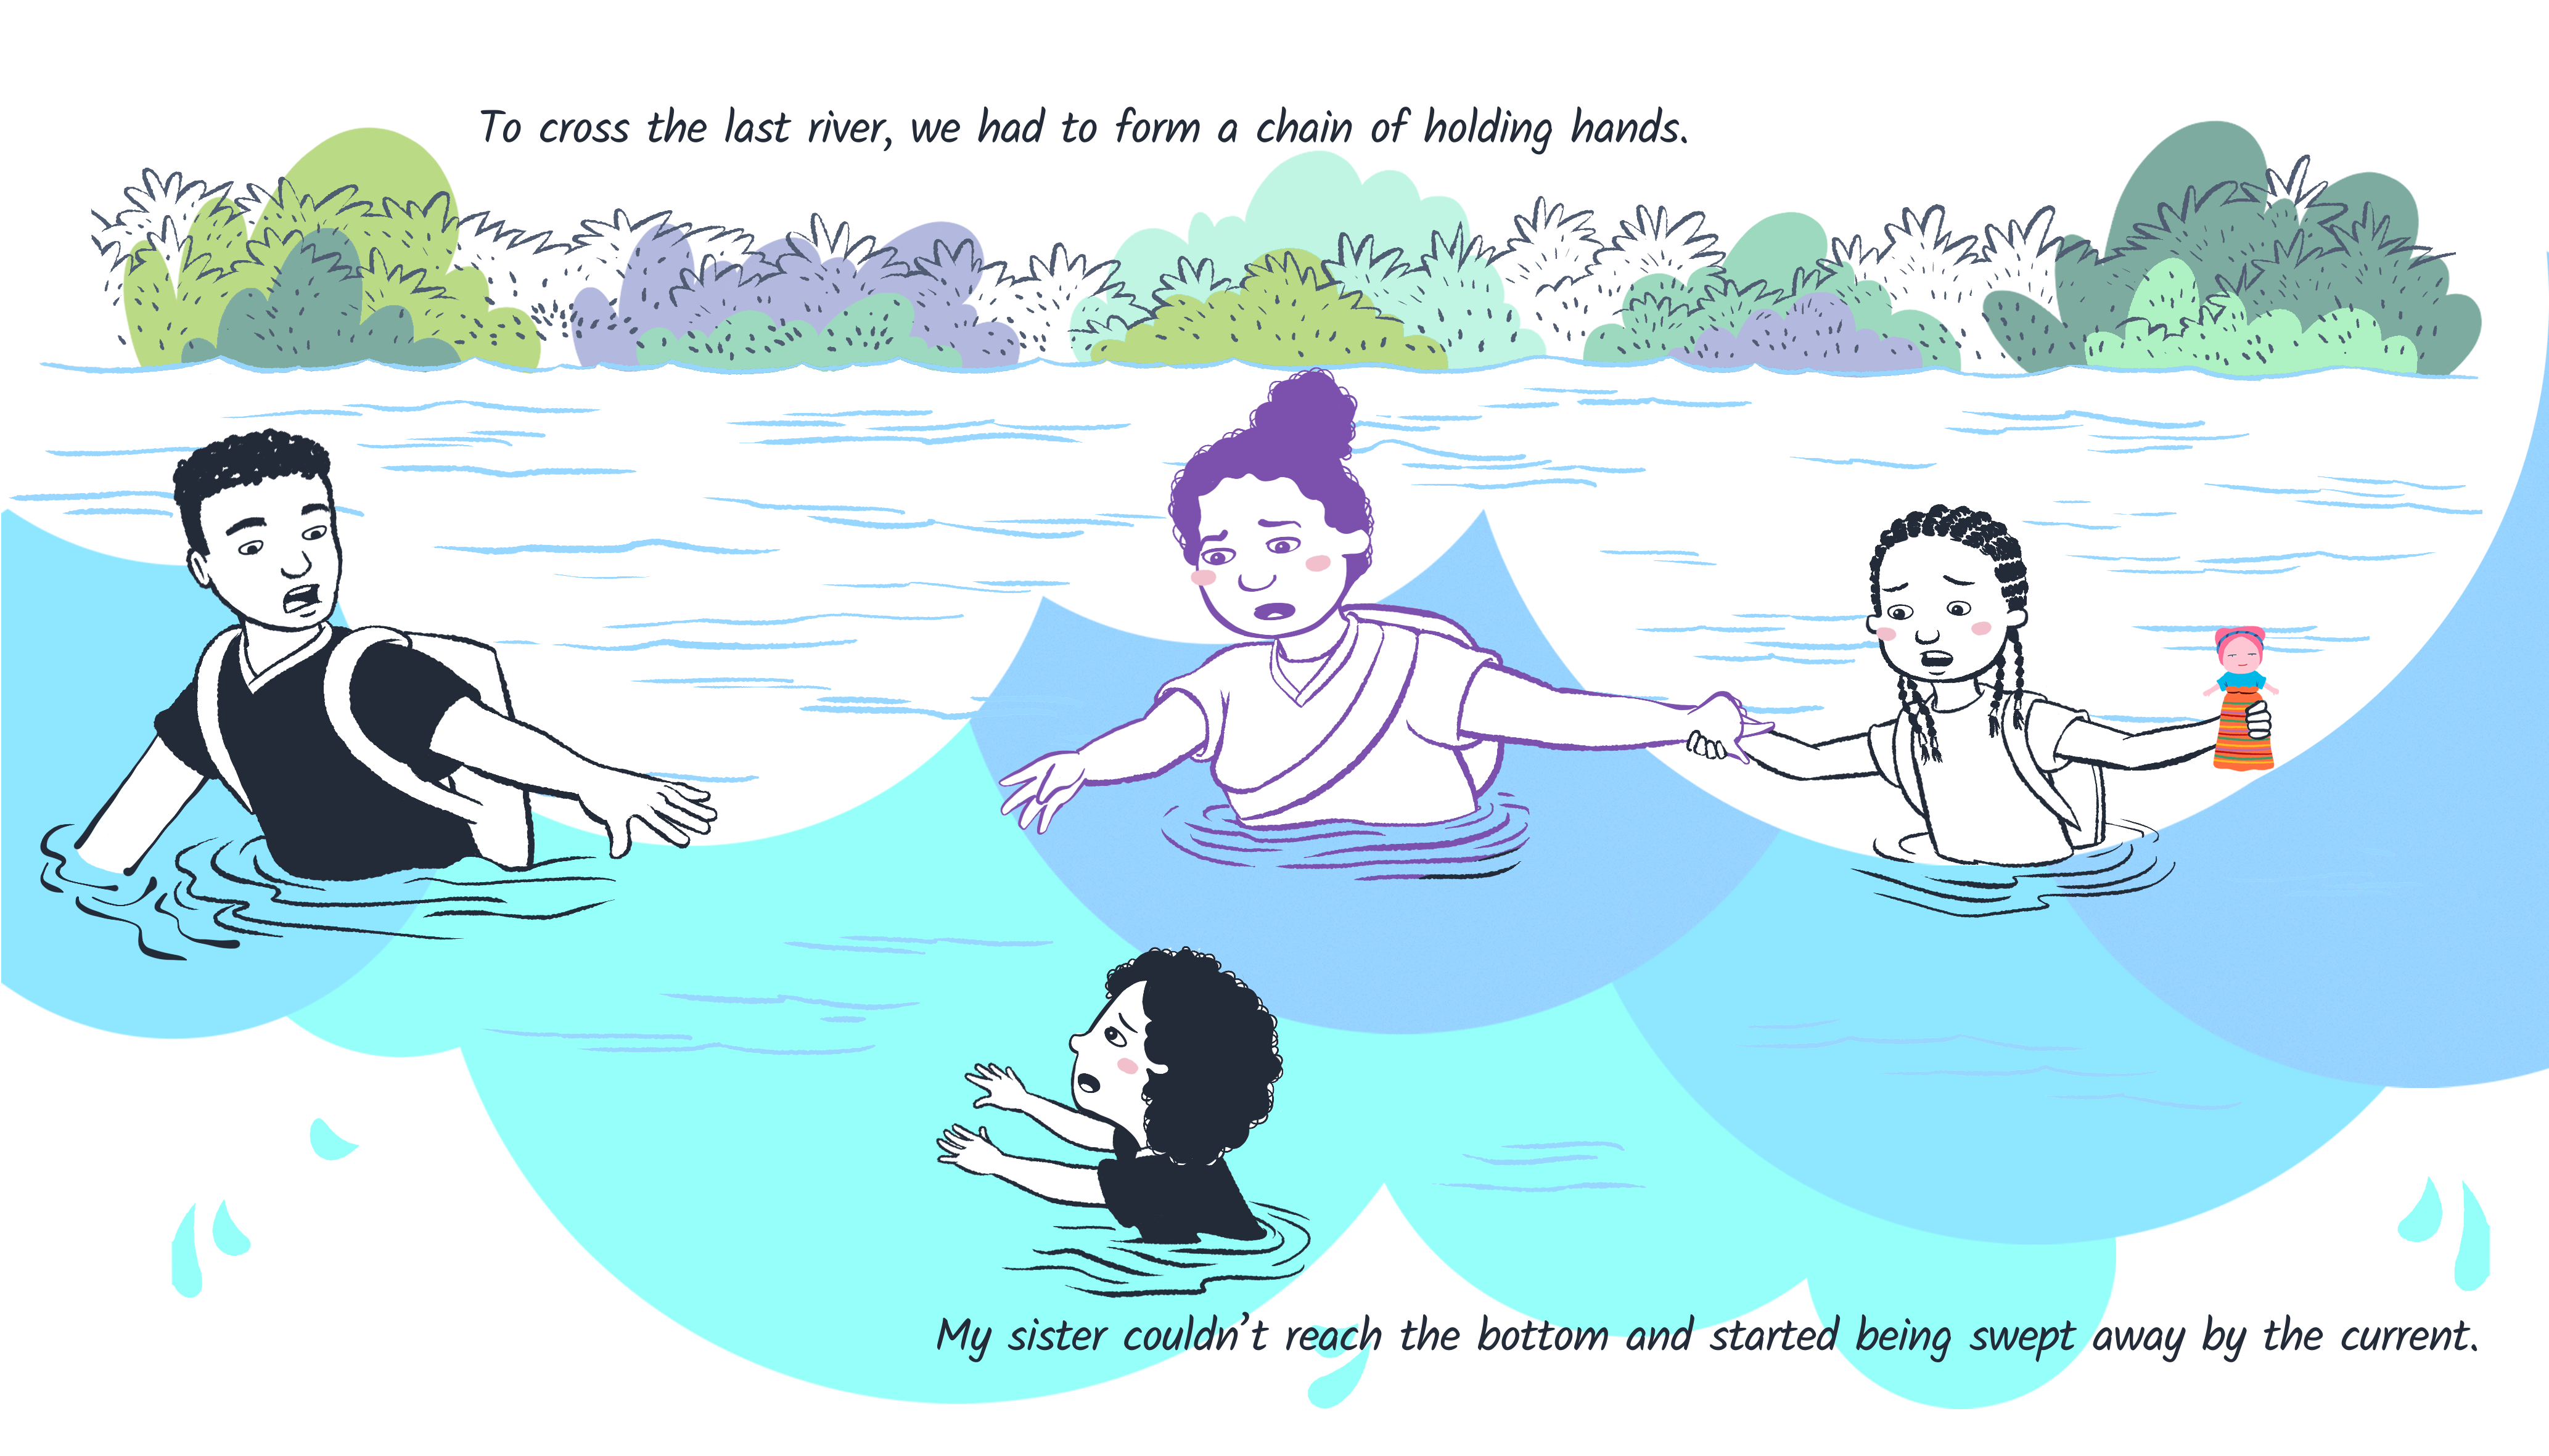 To cross the last river, we had to form a chain of holding hands.
My sister couldn't reach the bottom and started being swept away by the current.